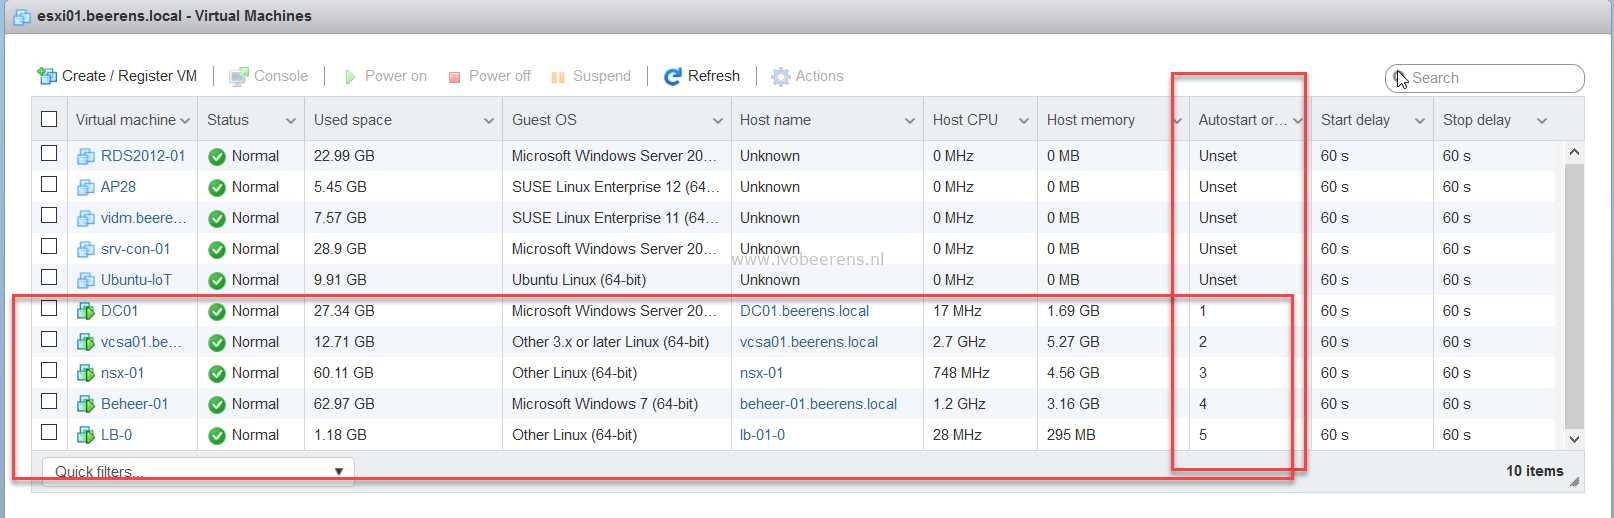 esxi01.beerens.local - Virtual Machines
Create / Register VM Console Power on Power off Suspend Refresh Actions Search
Virtual machine Status Used space Guest OS Host name Host CPU Host memory Autostart or... Start delay Stop delay
RDS2012-01 Normal 22.99 GB Microsoft Windows Server 20... Unknown 0 MHz 0 MB Unset 60 s 60 s
AP28 Normal 5.45 GB SUSE Linux Enterprise 12 (64-... Unknown 0 MHz 0 MB Unset 60 s 60 s
vidm.beere... Normal 7.57 GB SUSE Linux Enterprise 11 (64-... Unknown 0 MHz 0 MB Unset 60 s 60 s
srv-con-01 Normal 28.9 GB Microsoft Windows Server 20... Unknown 0 MHz 0 MB Unset 60 s 60 s
www.ivobeerens.nl
Ubuntu-IoT Normal 9.91 GB Ubuntu Linux (64-bit) Unknown 0 MHz 0 MB Unset 60 s 60 s
DC01 Normal 27.34 GB Microsoft Windows Server 20... DC01.beerens.local 17 MHz 1.69 GB 1 60 s 60 s
vcsa01.be... Normal 12.71 GB Other 3.x or later Linux (64-bit) vcsa01.beerens.local 2.7 GHz 5.27 GB 2 60 s 60 s
nsx-01 Normal 60.11 GB Other Linux (64-bit) nsx-01 748 MHz 4.56 GB 3 60 s 60 s
Beheer-01 Normal 62.97 GB Microsoft Windows 7 (64-bit) beheer-01.beerens.local 1.2 GHz 3.16 GB 4 60 s 60 s
LB-0 Normal 1.18 GB Other Linux (64-bit) lb-01-0 28 MHz 295 MB 5 60 s 60 s
Quick filters... 10 items